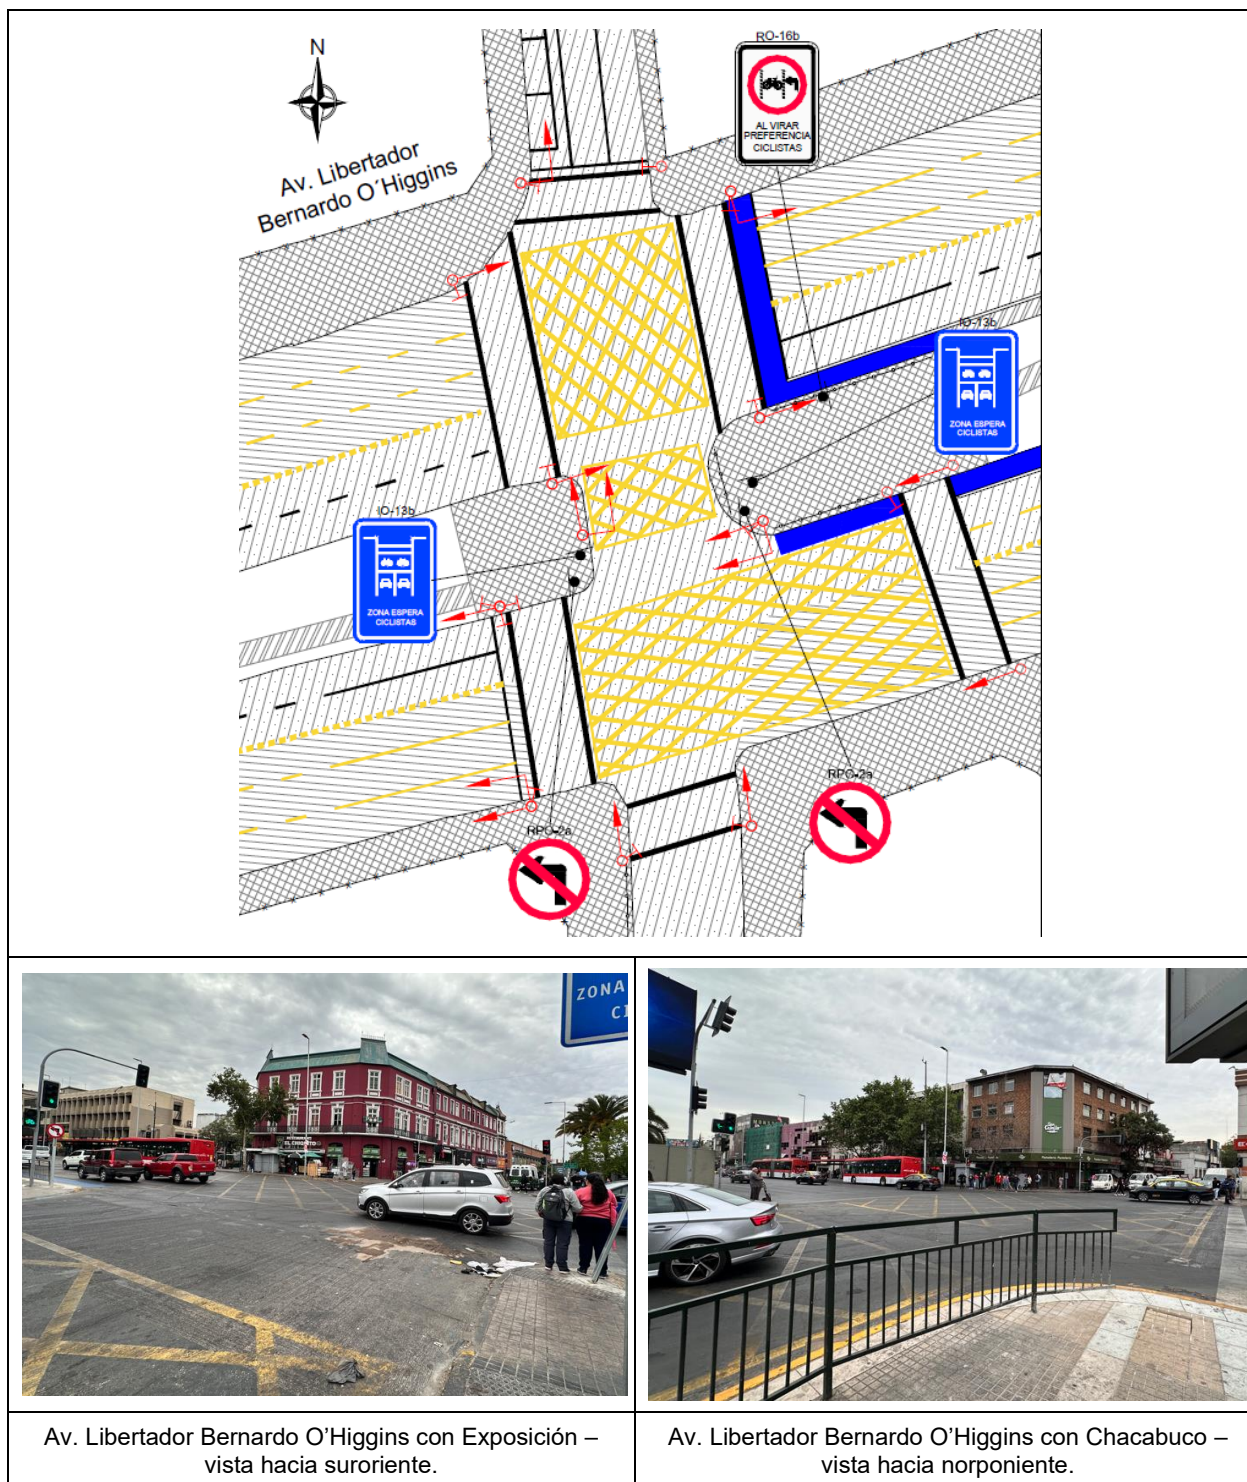 N
Av. Libertador
Bernardo O´Higgins
RO-16b
AL VIRAR
PREFERENCIA
CICLISTAS
IO-13b
ZONA ESPERA
CICLISTAS
IO-13b
ZONA ESPERA
CICLISTAS
RPO-2a
RPO-2a
ZONA
CI
Av. Libertador Bernardo O’Higgins con Exposición –
vista hacia suroriente.
Av. Libertador Bernardo O’Higgins con Chacabuco –
vista hacia norponiente.